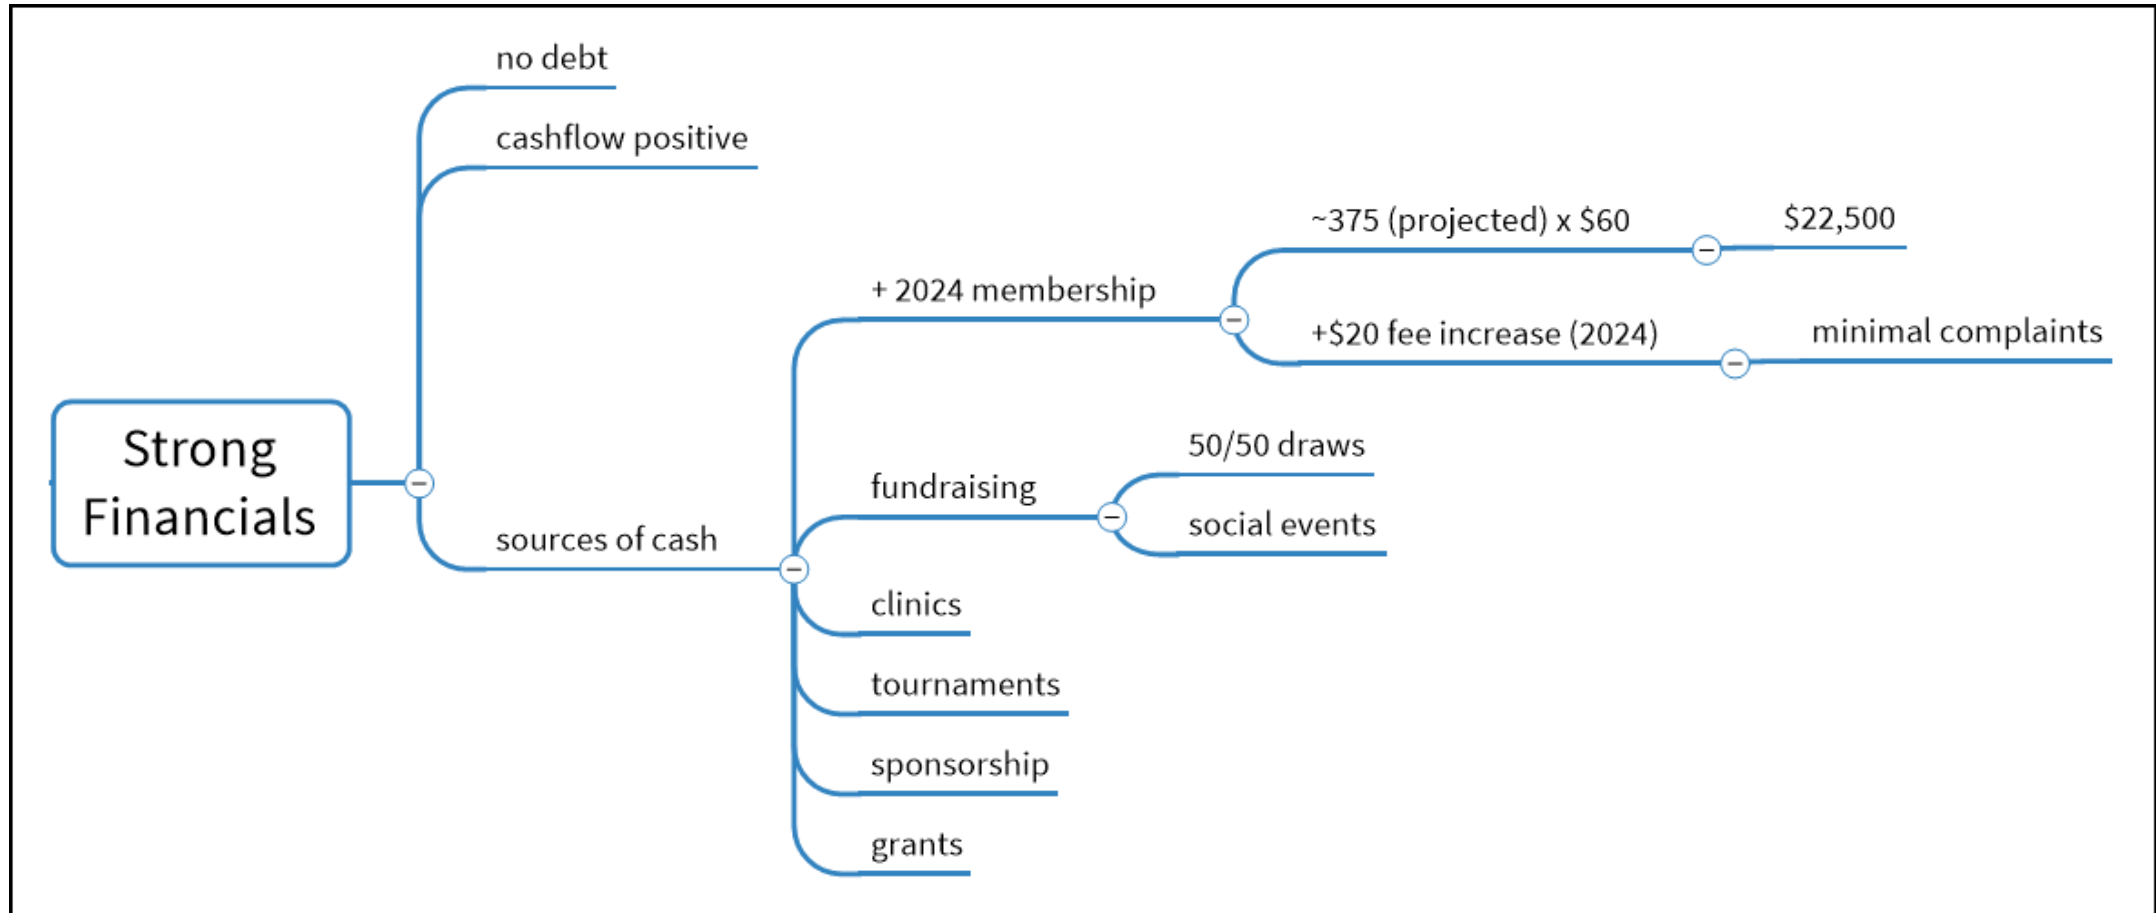 Strong
Financials
no debt
cashflow positive
sources of cash
+ 2024 membership
~375 (projected) x $60
$22,500
+$20 fee increase (2024)
minimal complaints
fundraising
50/50 draws
social events
clinics
tournaments
sponsorship
grants